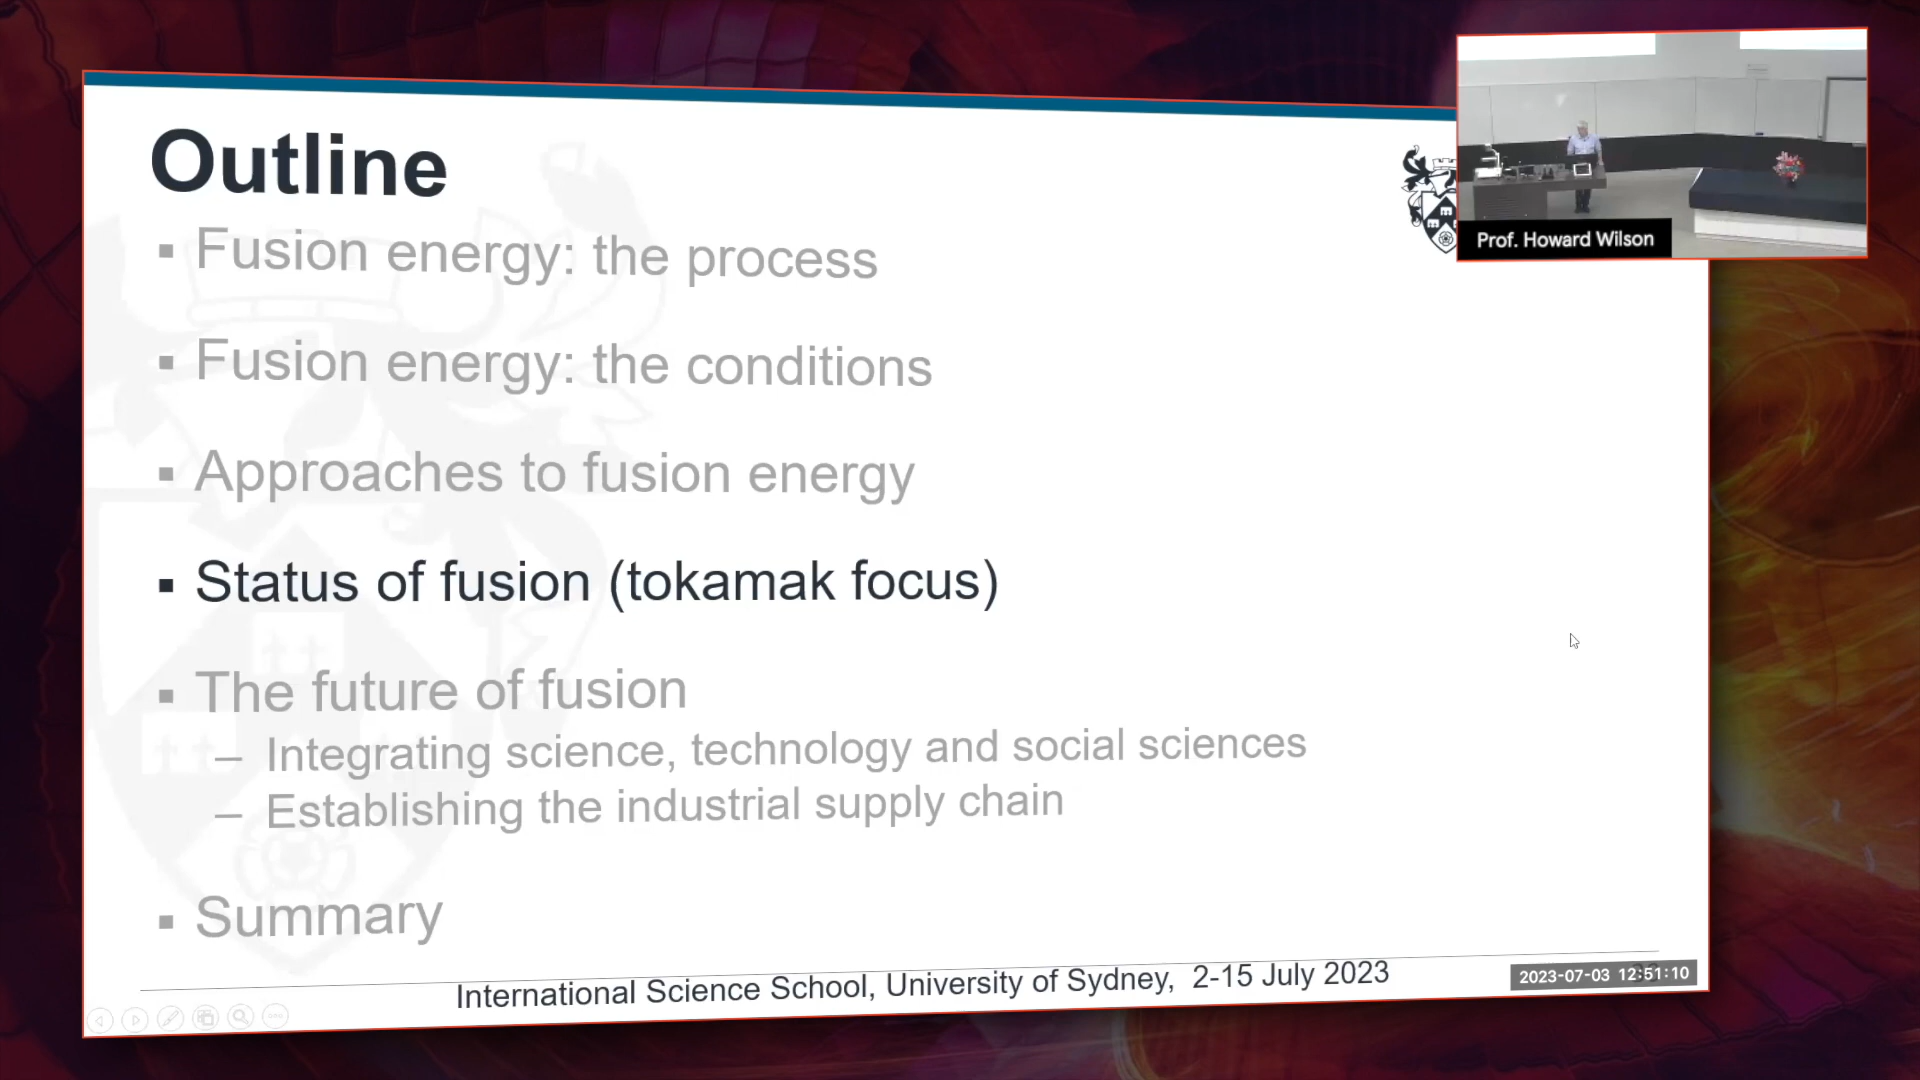 Outline
▪ Fusion energy: the process
▪ Fusion energy: the conditions
▪ Approaches to fusion energy
▪ Status of fusion (tokamak focus)
▪ The future of fusion
– Integrating science, technology and social sciences
– Establishing the industrial supply chain
▪ Summary
International Science School, University of Sydney, 2-15 July 2023
2023-07-03 12:51:10
Prof. Howard Wilson